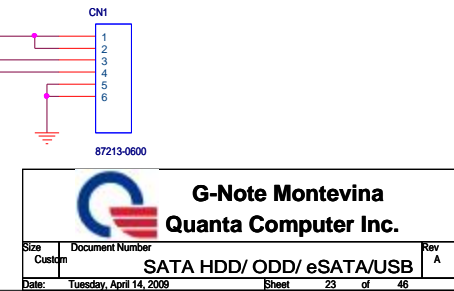 CN1
1
2
3
4
5
6
87213-0600
G-Note Montevina
Quanta Computer Inc.
Size Document Number Rev
Custom SATA HDD/ ODD/ eSATA/USB A
Date: Tuesday, April 14, 2009 Sheet 23 of 46